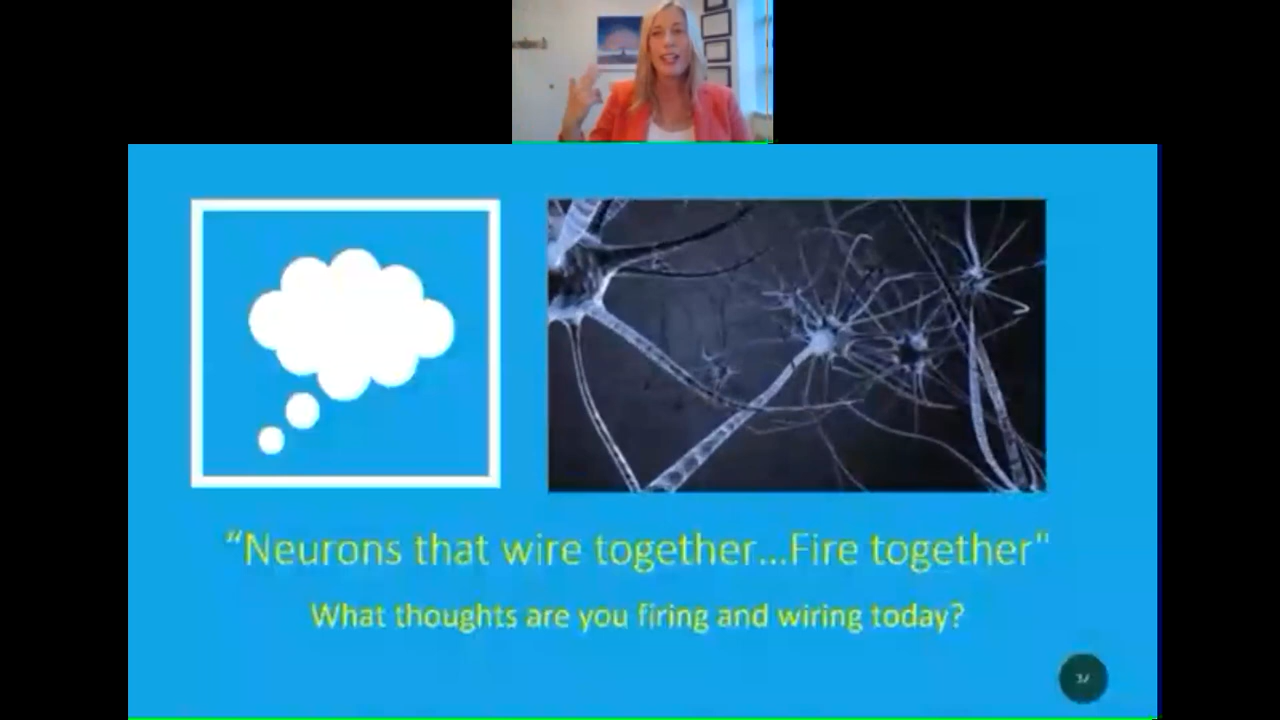 “Neurons that wire together...Fire together"
What thoughts are you firing and wiring today?